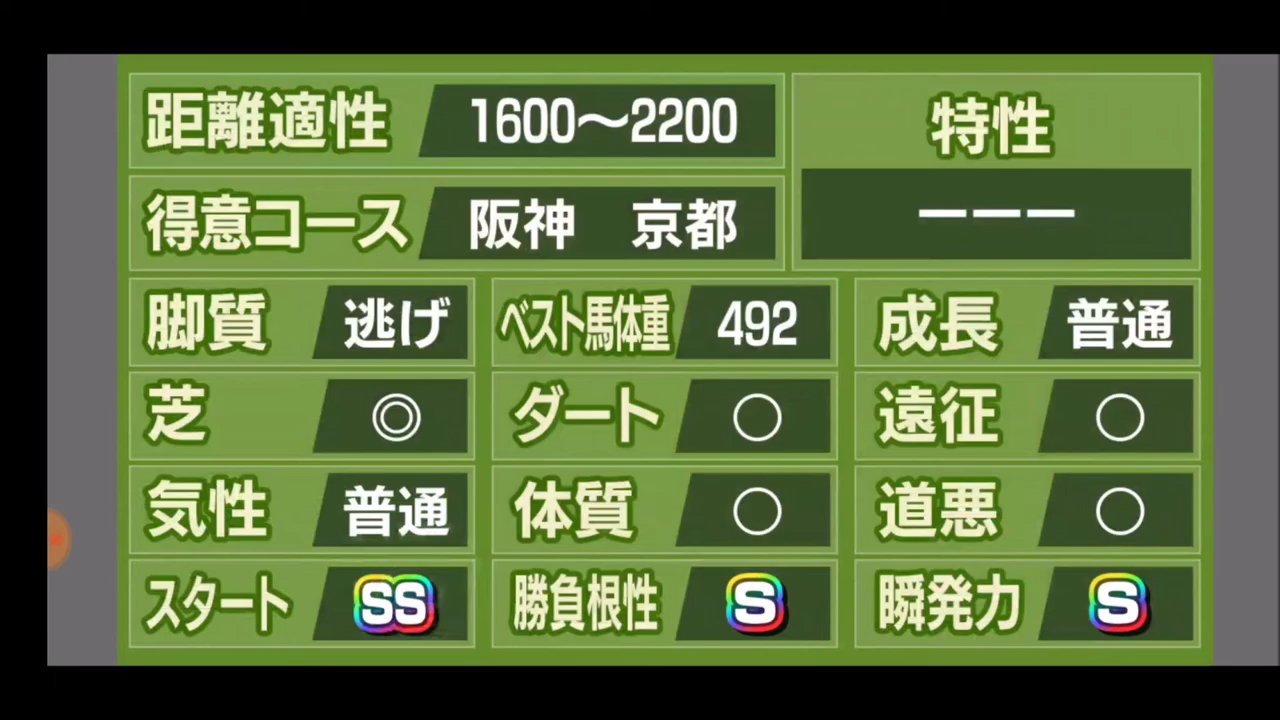 距離適性 1600～2200 特性
得意コース 阪神 京都 ーーー
脚質 逃げ ベスト馬体重 492 成長 普通
芝 ◎ ダート ○ 遠征 ○
気性 普通 体質 ○ 道悪 ○
スタート SS 勝負根性 S 瞬発力 S